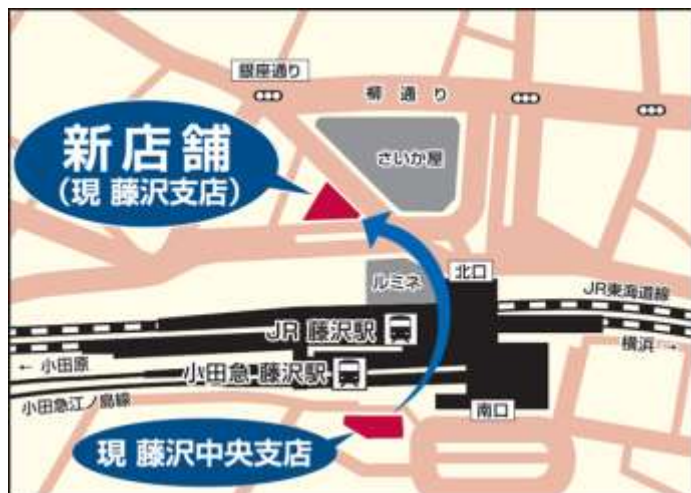 銀座通り
柳通り
新店舗
(現 藤沢支店)
さいか屋
ルミネ
北口
JR東海道線
JR 藤沢駅
← 小田原
横浜 →
小田急 藤沢駅
小田急江ノ島線
南口
現 藤沢中央支店